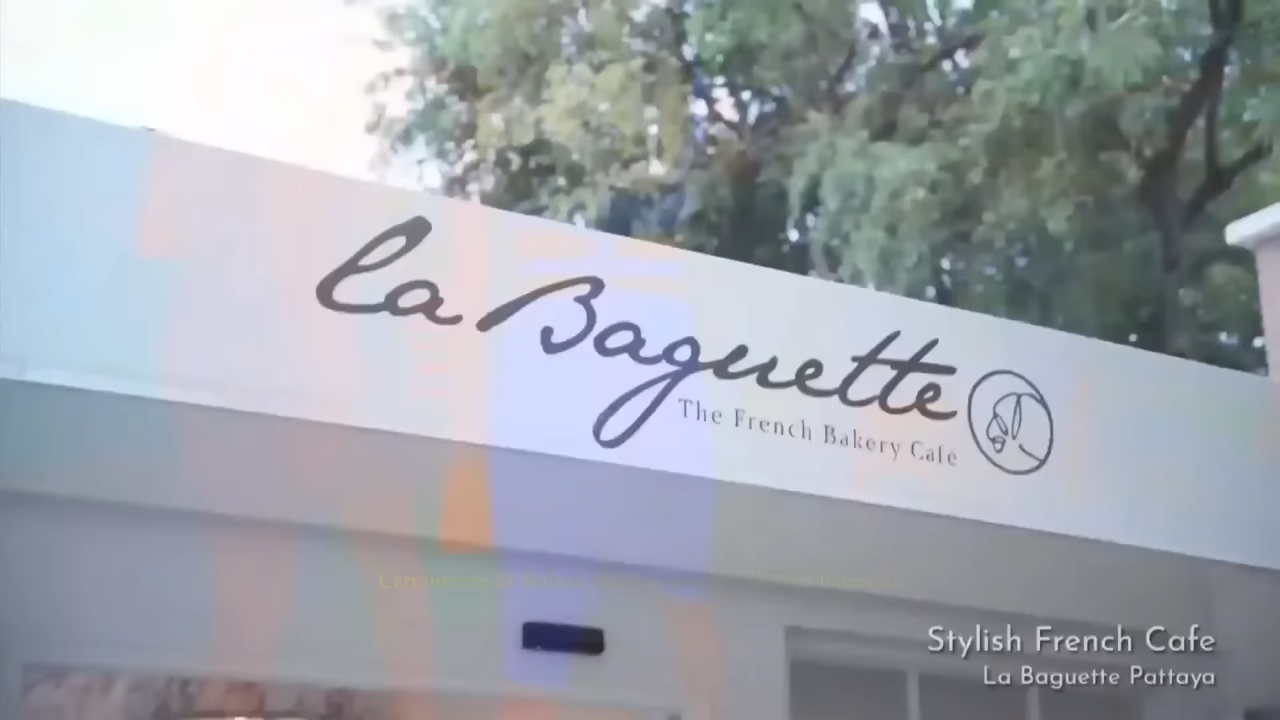 la Baguette
The French Bakery Café
Stylish French Cafe
La Baguette Pattaya